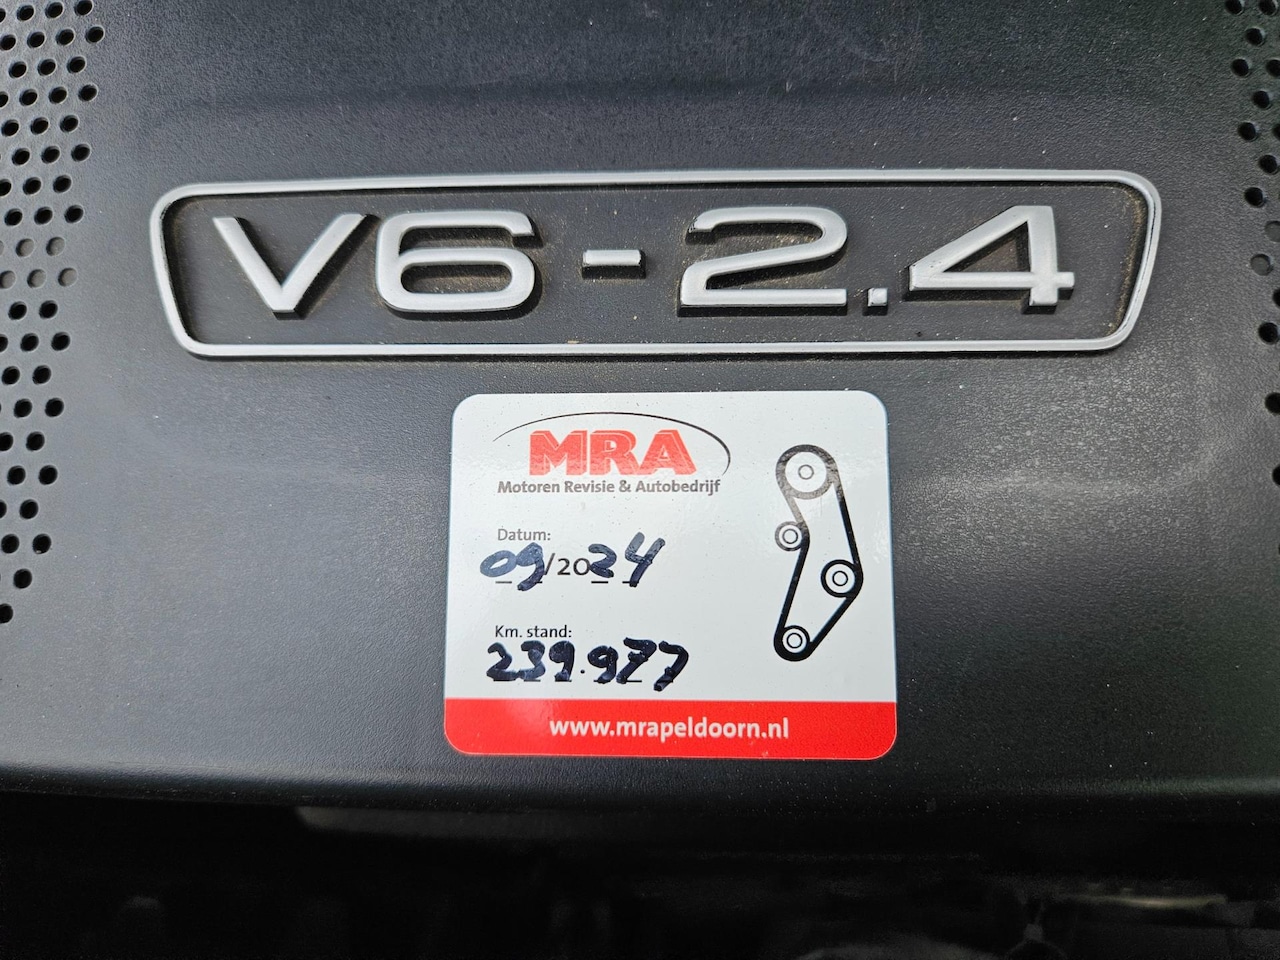 V6-2.4
MRA
Motoren Revisie & Autobedrijf
Datum:
09/2024
Km. stand:
239.977
www.mrapeldoorn.nl